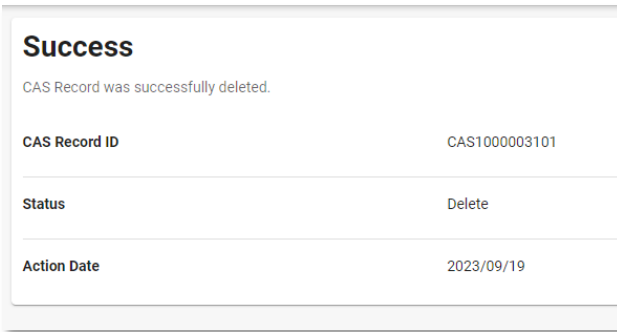 Success
CAS Record was successfully deleted.
CAS Record ID CAS1000003101
Status Delete
Action Date 2023/09/19